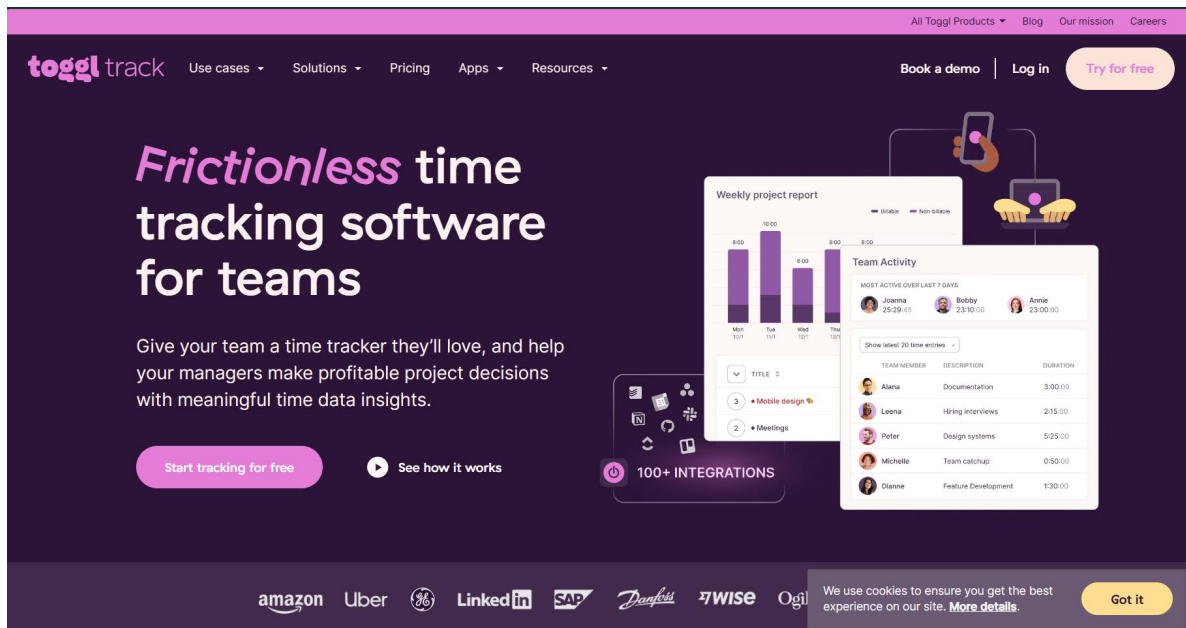 All Toggl Products Blog Our mission Careers
toggl track Use cases Solutions Pricing Apps Resources Book a demo Log in Try for free
Frictionless time
tracking software
for teams
Give your team a time tracker they'll love, and help
your managers make profitable project decisions
with meaningful time data insights.
Start tracking for free
See how it works
Weekly project report
Billable Non-billable
8:00 10:00 6:00 8:00 8:00
Mon Tue Wed Thu
10/1 11/1 12/1
TITLE
3 • Mobile design
2 • Meetings
100+ INTEGRATIONS
Team Activity
MOST ACTIVE OVER LAST 7 DAYS
Joanna Bobby Annie
25:29:45 23:10:00 23:00:00
Show latest 20 time entries
TEAM MEMBER DESCRIPTION DURATION
Alana Documentation 3:00:00
Leena Hiring interviews 2:15:00
Peter Design systems 5:25:00
Michelle Team catchup 0:50:00
Dianne Feature Development 1:30:00
amazon Uber GE LinkedIn SAP Danfoss WISE Ogil
We use cookies to ensure you get the best
experience on our site. More details.
Got it